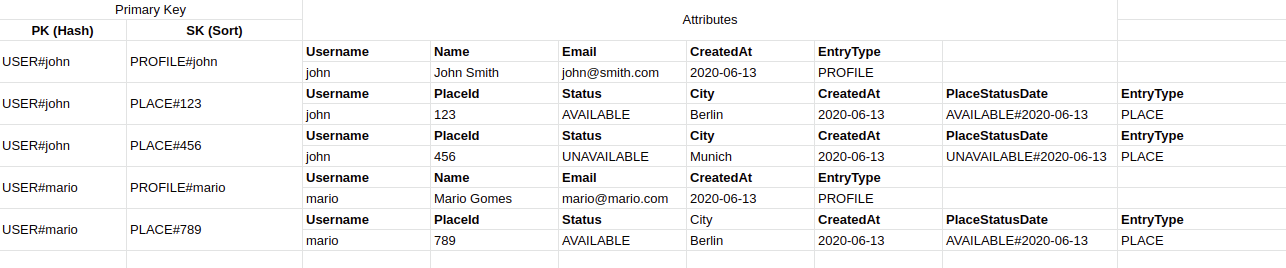 Primary Key
Attributes
PK (Hash) SK (Sort)
Username Name Email CreatedAt EntryType
USER#john PROFILE#john
john John Smith john@smith.com 2020-06-13 PROFILE
Username PlaceId Status City CreatedAt PlaceStatusDate EntryType
USER#john PLACE#123
john 123 AVAILABLE Berlin 2020-06-13 AVAILABLE#2020-06-13 PLACE
Username PlaceId Status City CreatedAt PlaceStatusDate EntryType
USER#john PLACE#456
john 456 UNAVAILABLE Munich 2020-06-13 UNAVAILABLE#2020-06-13 PLACE
Username Name Email CreatedAt EntryType
USER#mario PROFILE#mario
mario Mario Gomes mario@mario.com 2020-06-13 PROFILE
Username PlaceId Status City CreatedAt PlaceStatusDate EntryType
USER#mario PLACE#789
mario 789 AVAILABLE Berlin 2020-06-13 AVAILABLE#2020-06-13 PLACE